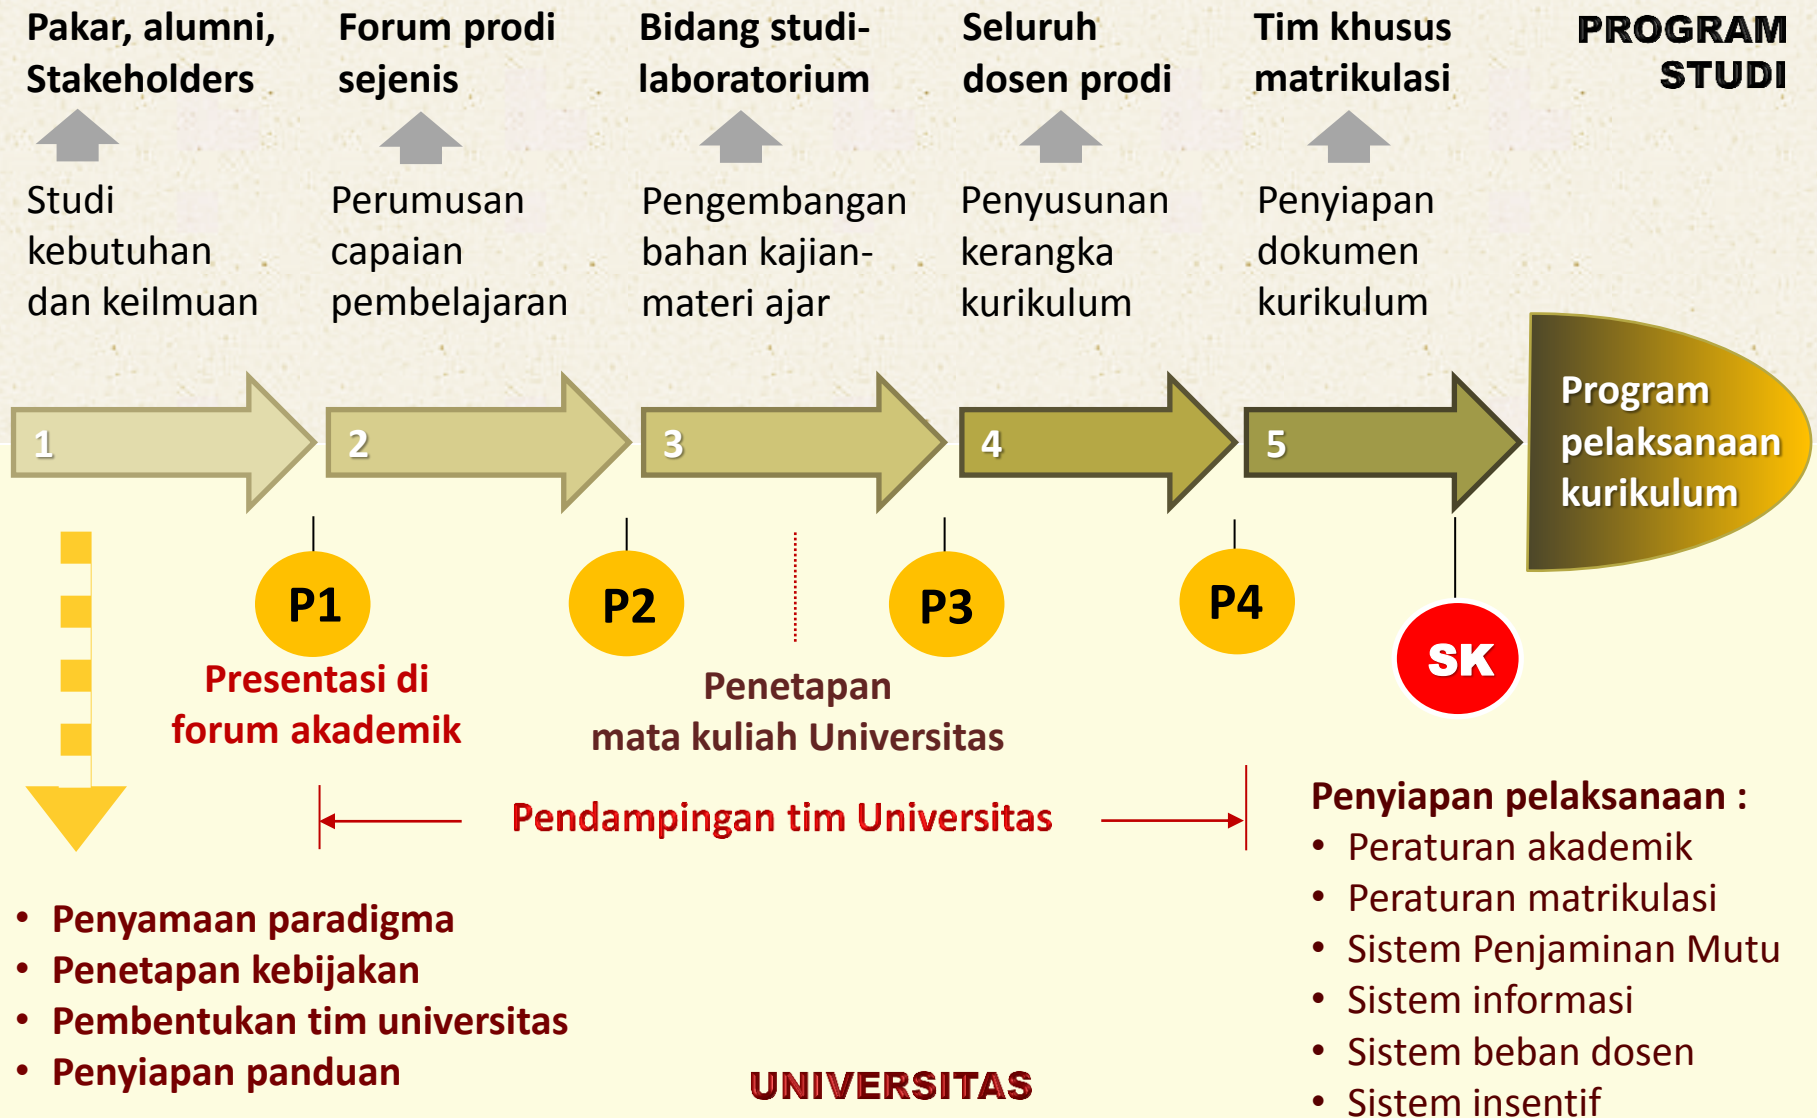 Pakar, alumni,
Stakeholders
Forum prodi
sejenis
Bidang studi-
laboratorium
Seluruh
dosen prodi
Tim khusus
matrikulasi
PROGRAM
STUDI
Studi
kebutuhan
dan keilmuan
Perumusan
capaian
pembelajaran
Pengembangan
bahan kajian-
materi ajar
Penyusunan
kerangka
kurikulum
Penyiapan
dokumen
kurikulum
1
2
3
4
5
Program
pelaksanaan
kurikulum
P1
P2
P3
P4
SK
Presentasi di
forum akademik
Penetapan
mata kuliah Universitas
Pendampingan tim Universitas
• Penyamaan paradigma
• Penetapan kebijakan
• Pembentukan tim universitas
• Penyiapan panduan
UNIVERSITAS
Penyiapan pelaksanaan :
• Peraturan akademik
• Peraturan matrikulasi
• Sistem Penjaminan Mutu
• Sistem informasi
• Sistem beban dosen
• Sistem insentif